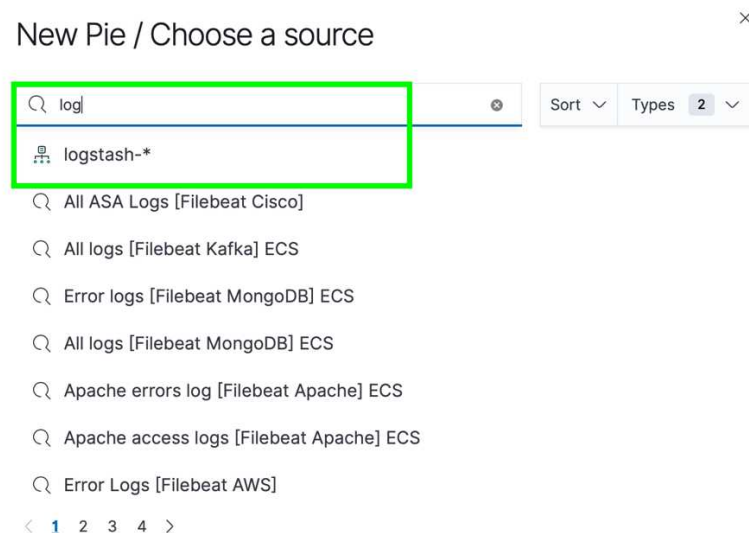 New Pie / Choose a source
log
Sort
Types 2
logstash-*
All ASA Logs [Filebeat Cisco]
All logs [Filebeat Kafka] ECS
Error logs [Filebeat MongoDB] ECS
All logs [Filebeat MongoDB] ECS
Apache errors log [Filebeat Apache] ECS
Apache access logs [Filebeat Apache] ECS
Error Logs [Filebeat AWS]
< 1 2 3 4 >